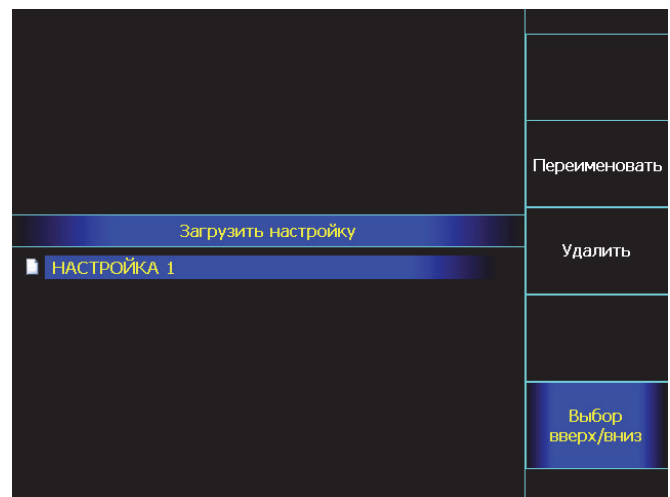 Переименовать
Загрузить настройку
Удалить
НАСТРОЙКА 1
Выбор
вверх/вниз